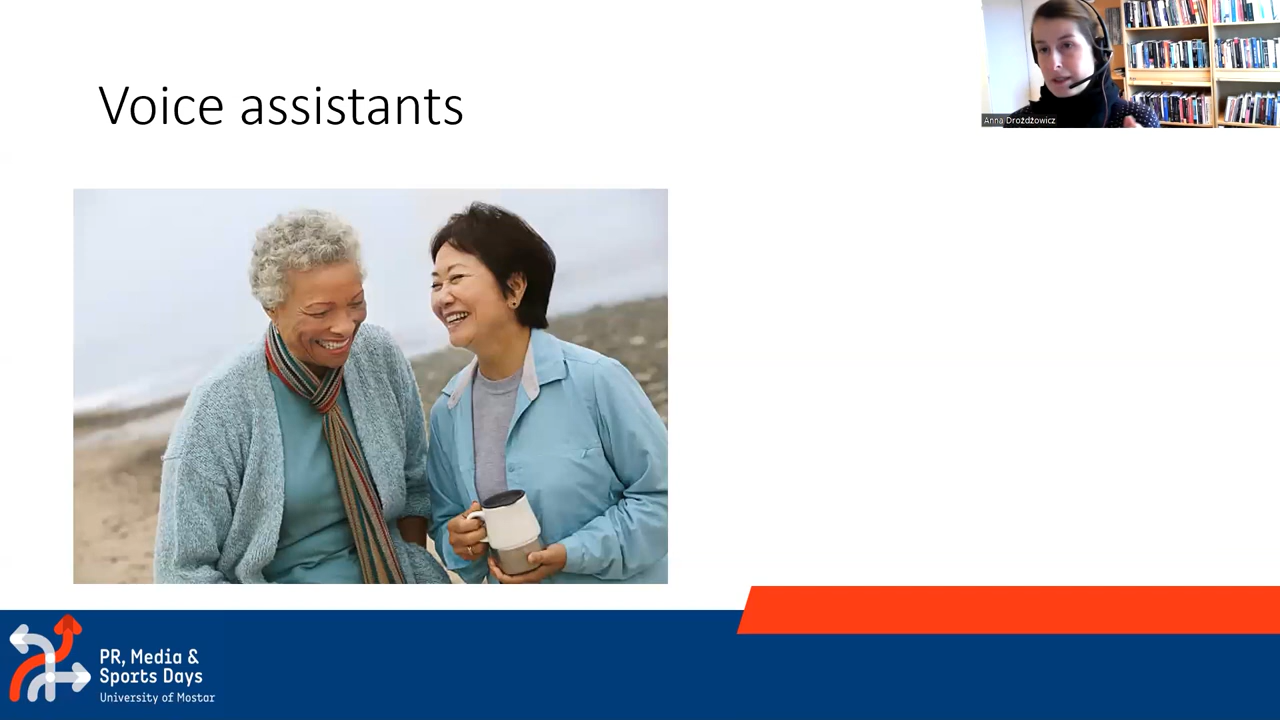 Voice assistants
Anna Drożdżowicz
PR, Media &
Sports Days
University of Mostar